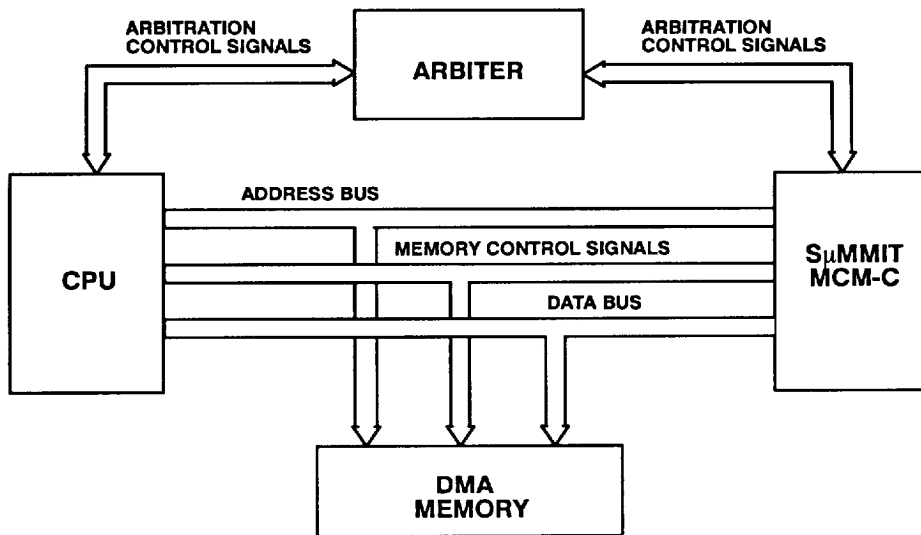 ARBITRATION
CONTROL SIGNALS
ARBITRATION
CONTROL SIGNALS
ARBITER
ADDRESS BUS
MEMORY CONTROL SIGNALS
CPU
SμMMIT
MCM-C
DATA BUS
DMA
MEMORY